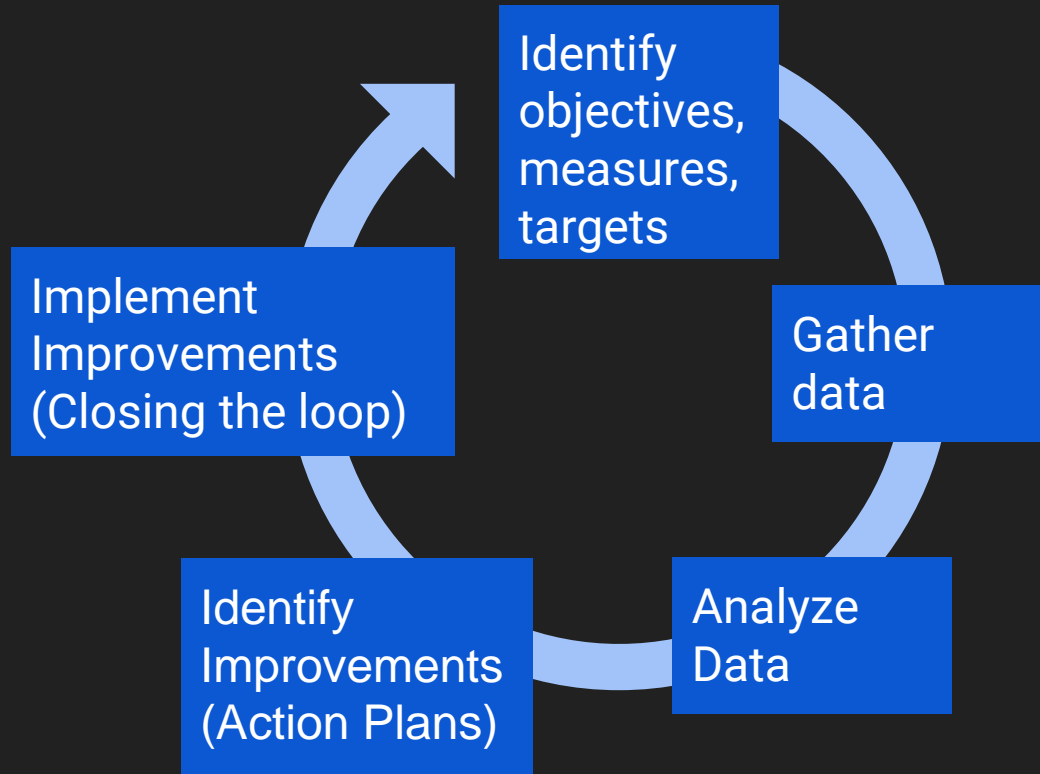 Identify
objectives,
measures,
targets
Gather
data
Analyze
Data
Identify
Improvements
(Action Plans)
Implement
Improvements
(Closing the loop)